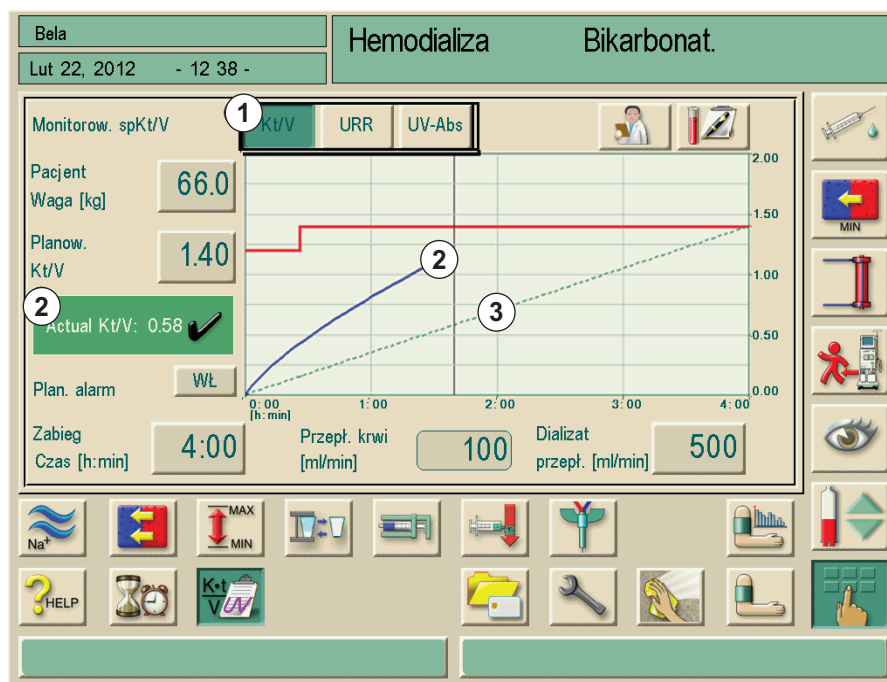 Bela
Lut 22, 2012 - 12 38 -
Hemodializa Bikarbonat.
Monitorow. spKt/V
1
Kt/V URR UV-Abs
Pacjent
Waga [kg]
66.0
Planow.
Kt/V
1.40
2
Actual Kt/V: 0.58
Plan. alarm
WŁ
2.00
1.50
1.00
0.50
0.00
2
3
0:00 1:00 2:00 3:00 4:00
[h:min]
Zabieg
Czas [h:min]
4:00
Przepł. krwi
[ml/min]
100
Dializat
przepł. [ml/min]
500
MIN
Na+
MAX
MIN
HELP
K•t
V UV